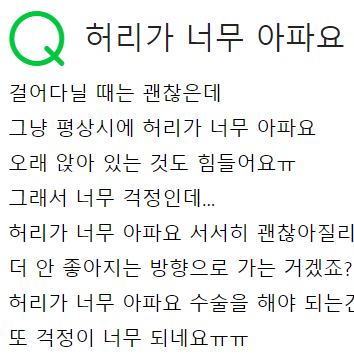 허리가 너무 아파요
걸어다닐 때는 괜찮은데
그냥 평상시에 허리가 너무 아파요
오래 앉아 있는 것도 힘들어요ㅠ
그래서 너무 걱정인데...
허리가 너무 아파요 서서히 괜찮아질리
더 안 좋아지는 방향으로 가는 거겠죠?
허리가 너무 아파요 수술을 해야 되는
또 걱정이 너무 되네요ㅠㅠ